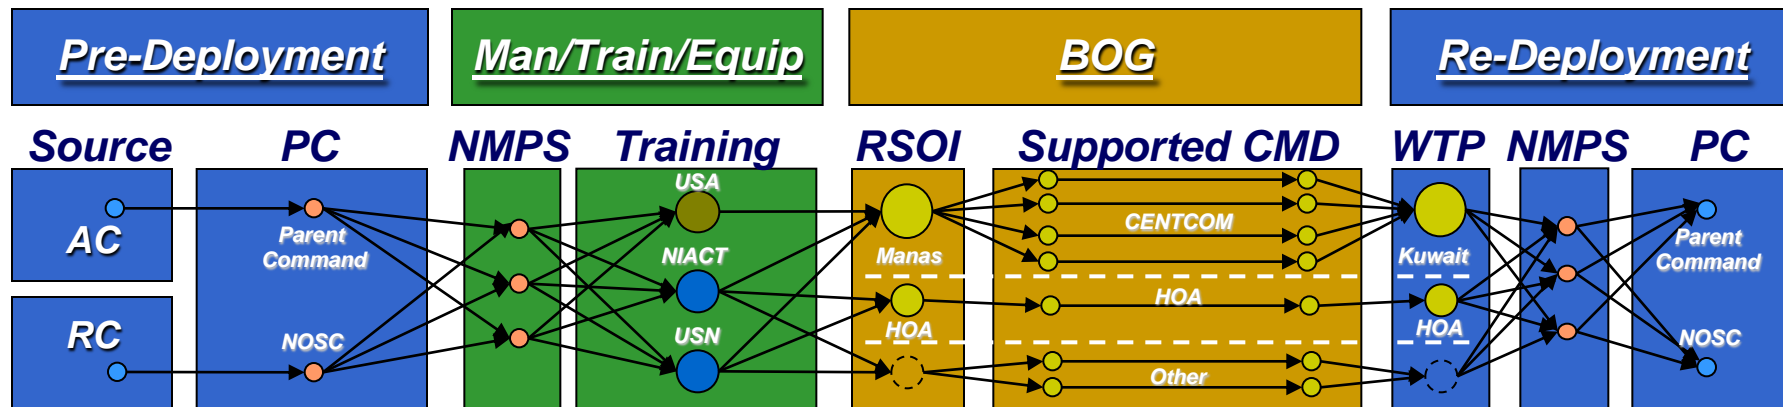 Pre-Deployment
Man/Train/Equip
BOG
Re-Deployment
Source
PC
NMPS
Training
RSOI
Supported CMD
WTP
NMPS
PC
AC
RC
Parent
Command
NOSC
USA
NIACT
USN
Manas
HOA
CENTCOM
HOA
Other
Kuwait
HOA
Parent
Command
NOSC